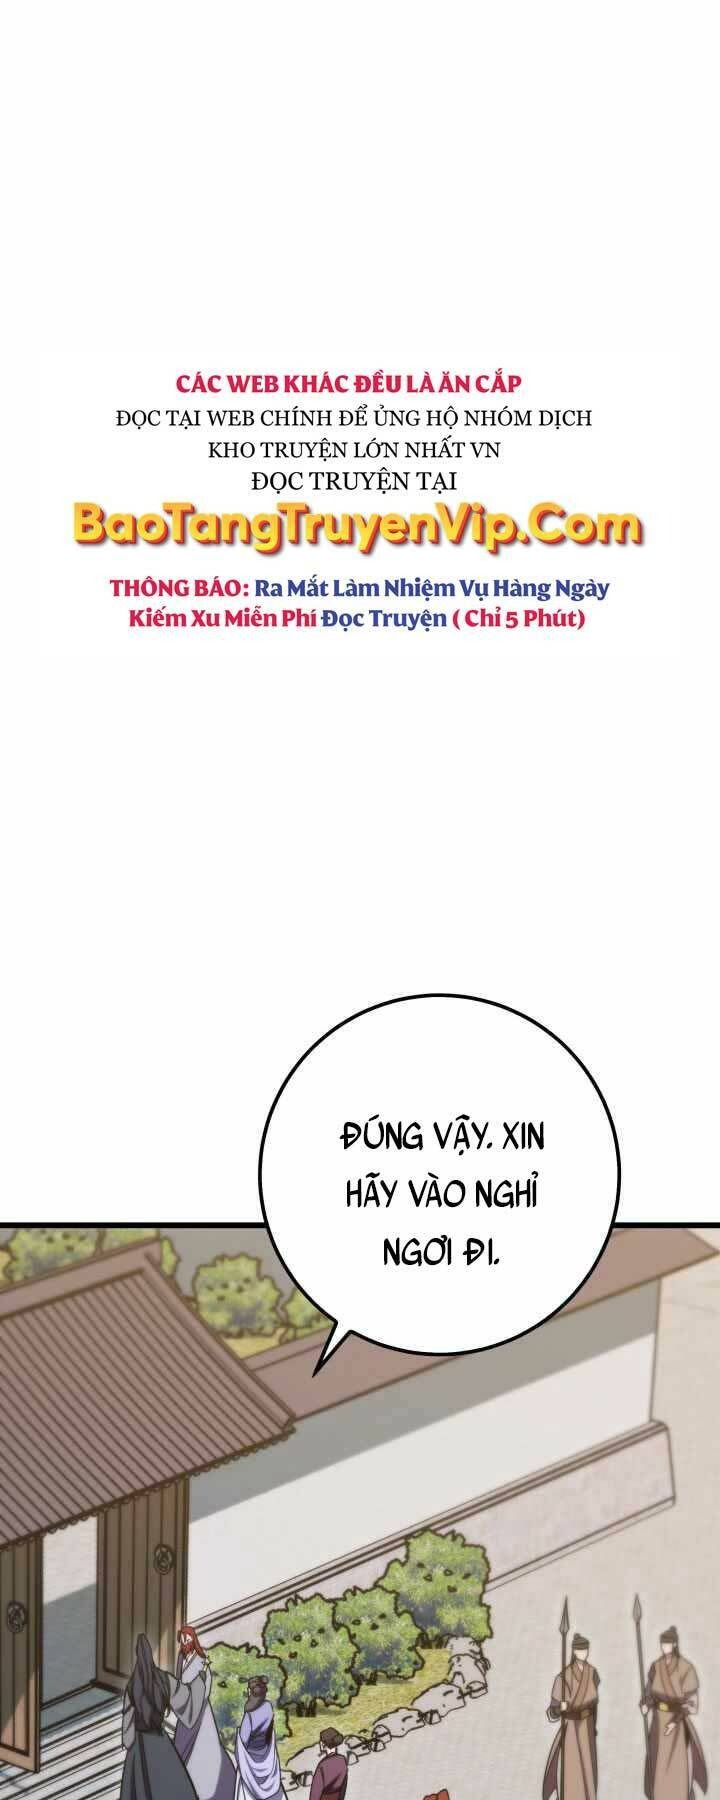 CÁC WEB KHÁC ĐỀU LÀ ĂN CẮP
ĐỌC TẠI WEB CHÍNH ĐỂ ỦNG HỘ NHÓM DỊCH
KHO TRUYỆN LỚN NHẤT VN
ĐỌC TRUYỆN TẠI
BaoTangTruyenVip.Com
THÔNG BÁO: Ra Mắt Làm Nhiệm Vụ Hàng Ngày
Kiếm Xu Miễn Phí Đọc Truyện ( Chỉ 5 Phút)
ĐÚNG VẬY. XIN
HÃY VÀO NGHỈ
NGƠI ĐI.